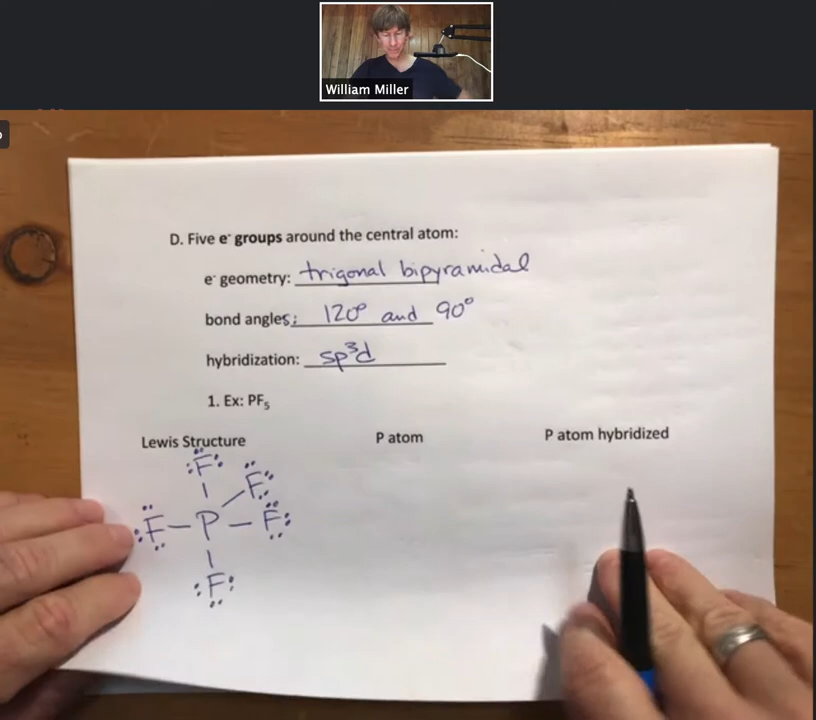 William Miller
D. Five e⁻ groups around the central atom:
e⁻ geometry: trigonal bipyramidal
bond angles: 120° and 90°
hybridization: sp³d
1. Ex: PF₅
Lewis Structure P atom P atom hybridized
:F:
F:
:F - P - F:
:F: